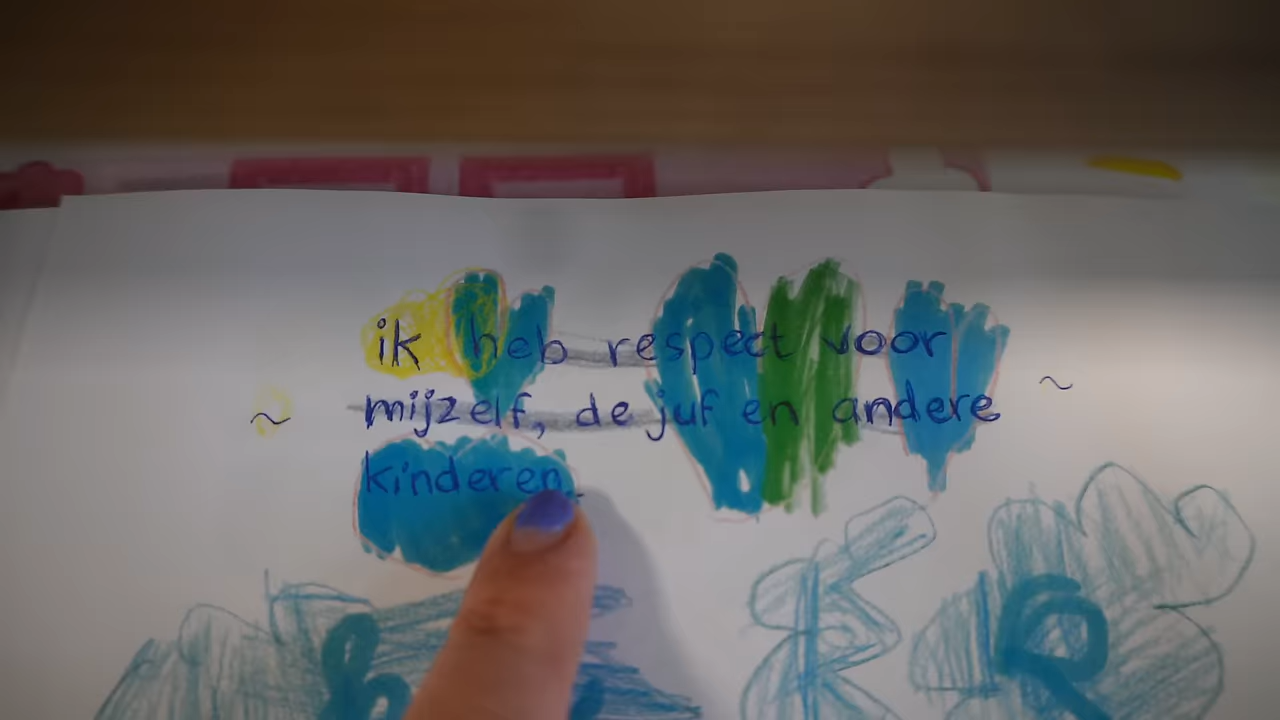 ik heb respect voor
~ mijzelf, de juf en andere ~
kinderen.